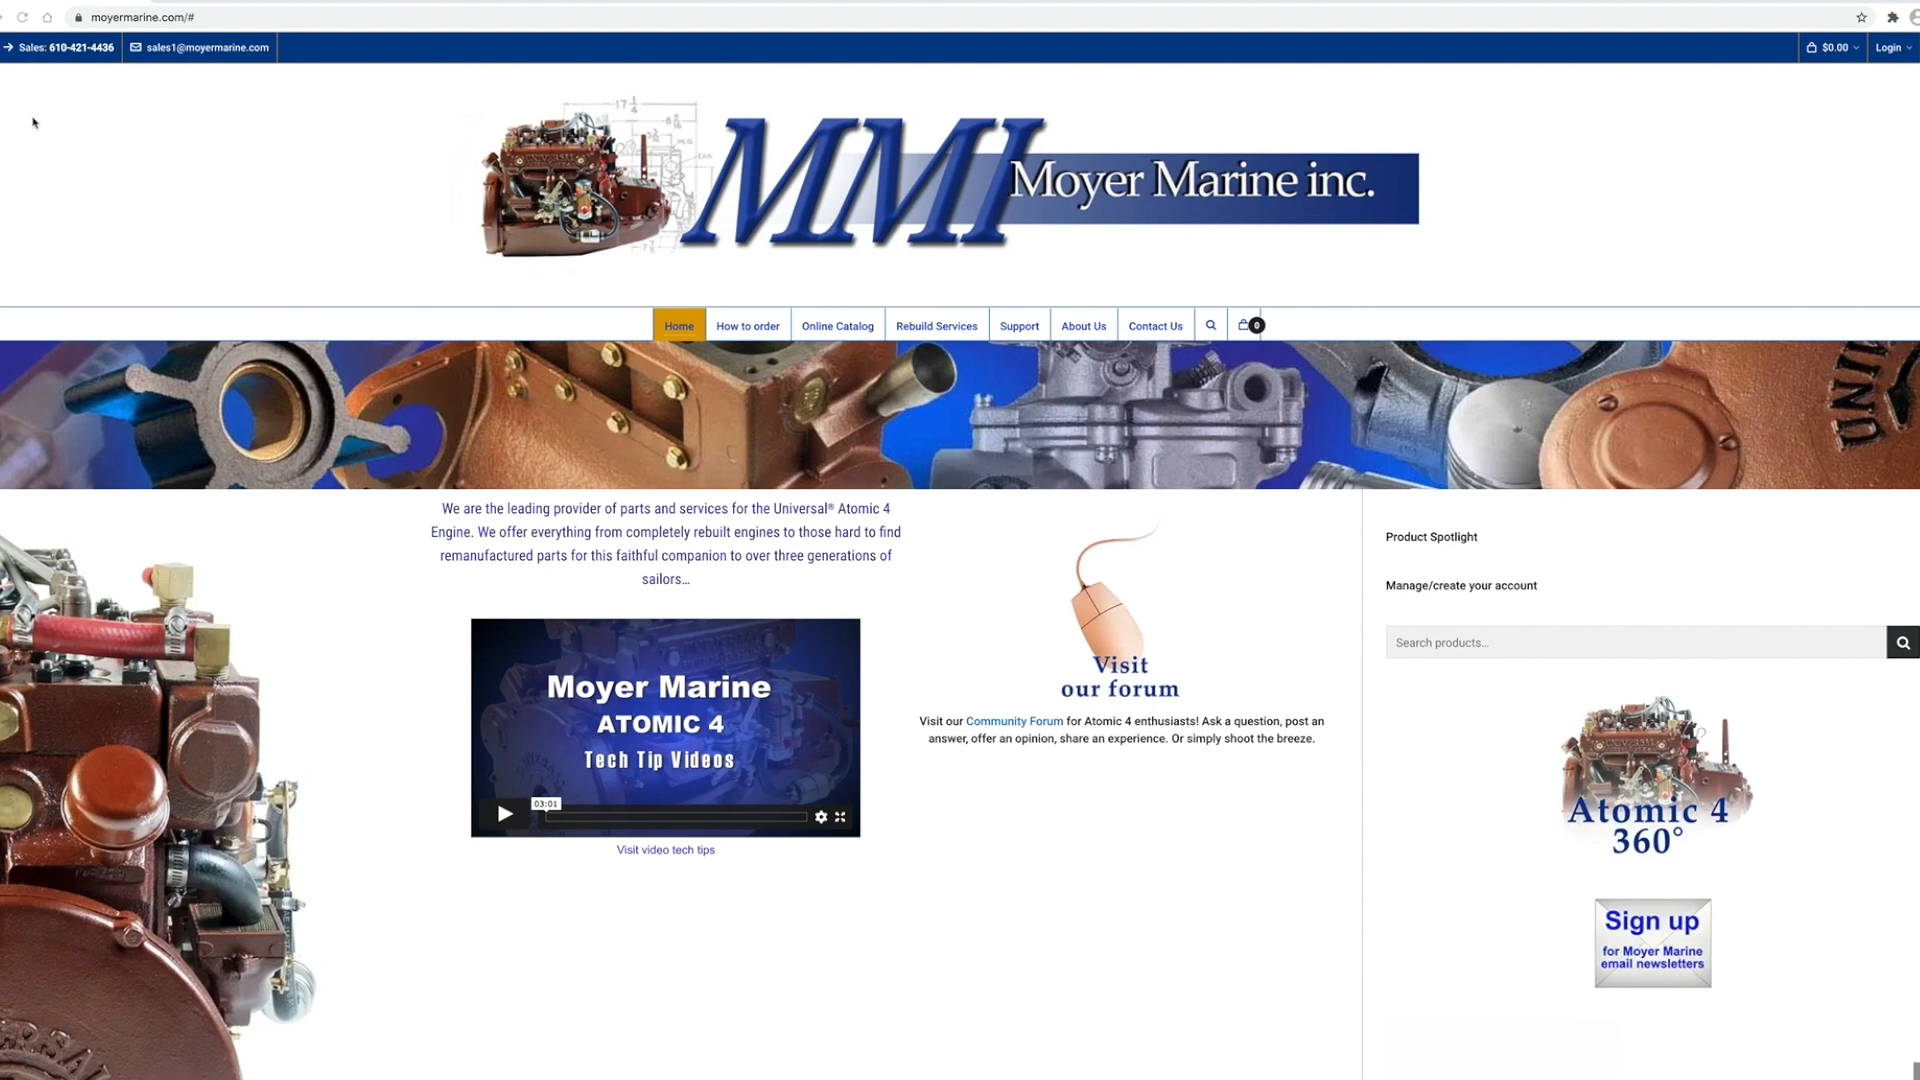 moyermarine.com/#
Sales: 610-421-4436
sales1@moyermarine.com
$0.00
Login
MMI
Moyer Marine inc.
Home
How to order
Online Catalog
Rebuild Services
Support
About Us
Contact Us
0
We are the leading provider of parts and services for the Universal® Atomic 4
Engine. We offer everything from completely rebuilt engines to those hard to find
remanufactured parts for this faithful companion to over three generations of
sailors…
Moyer Marine
ATOMIC 4
Tech Tip Videos
03:01
Visit video tech tips
Visit
our forum
Visit our Community Forum for Atomic 4 enthusiasts! Ask a question, post an
answer, offer an opinion, share an experience. Or simply shoot the breeze.
Product Spotlight
Manage/create your account
Search products…
Atomic 4
360°
Sign up
for Moyer Marine
email newsletters